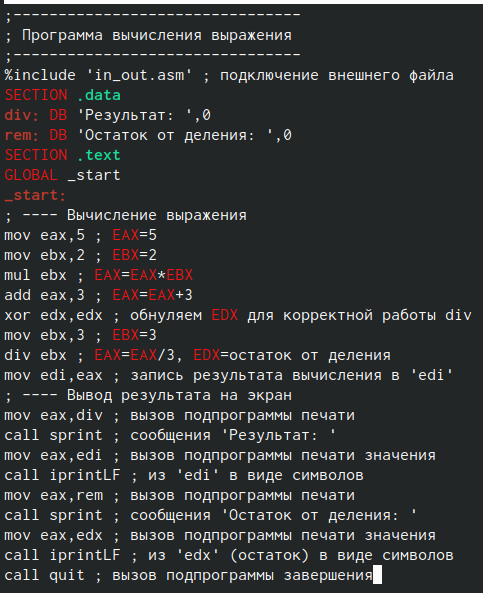 ;--------------------------------
; Программа вычисления выражения
;--------------------------------
%include 'in_out.asm' ; подключение внешнего файла
SECTION .data
div: DB 'Результат: ',0
rem: DB 'Остаток от деления: ',0
SECTION .text
GLOBAL _start
_start:
; ---- Вычисление выражения
mov eax,5 ; EAX=5
mov ebx,2 ; EBX=2
mul ebx ; EAX=EAX*EBX
add eax,3 ; EAX=EAX+3
xor edx,edx ; обнуляем EDX для корректной работы div
mov ebx,3 ; EBX=3
div ebx ; EAX=EAX/3, EDX=остаток от деления
mov edi,eax ; запись результата вычисления в 'edi'
; ---- Вывод результата на экран
mov eax,div ; вызов подпрограммы печати
call sprint ; сообщения 'Результат: '
mov eax,edi ; вызов подпрограммы печати значения
call iprintLF ; из 'edi' в виде символов
mov eax,rem ; вызов подпрограммы печати
call sprint ; сообщения 'Остаток от деления: '
mov eax,edx ; вызов подпрограммы печати значения
call iprintLF ; из 'edx' (остаток) в виде символов
call quit ; вызов подпрограммы завершения